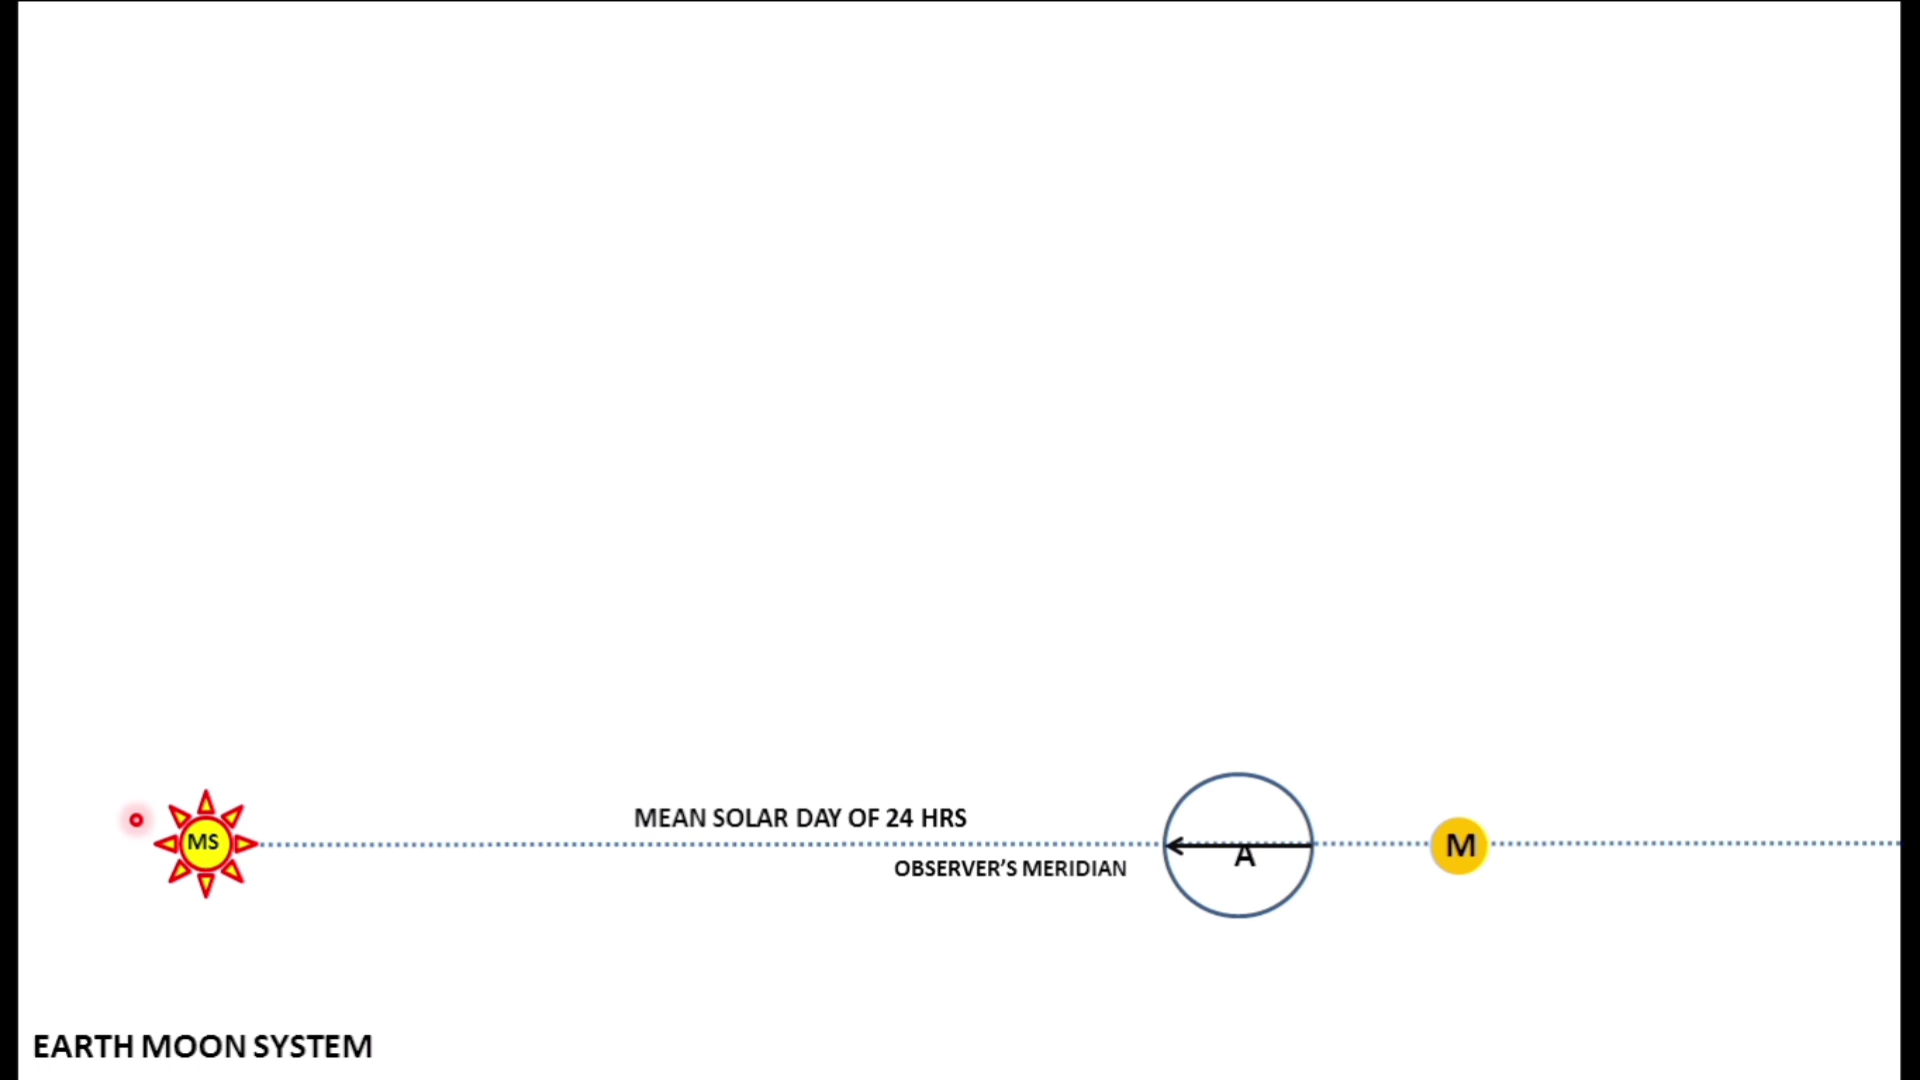 MEAN SOLAR DAY OF 24 HRS
MS
A
M
OBSERVER'S MERIDIAN
EARTH MOON SYSTEM